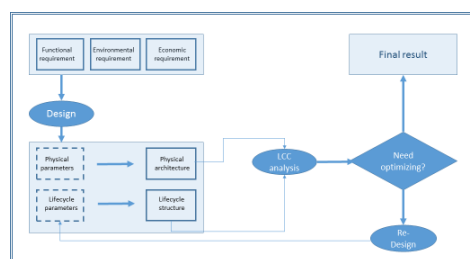 Functional
requirement
Environmental
requirement
Economic
requirement
Final result
Design
Physical
parameters
Physical
architecture
LCC
analysis
Need
optimizing?
Lifecycle
parameters
Lifecycle
structure
Re-
Design